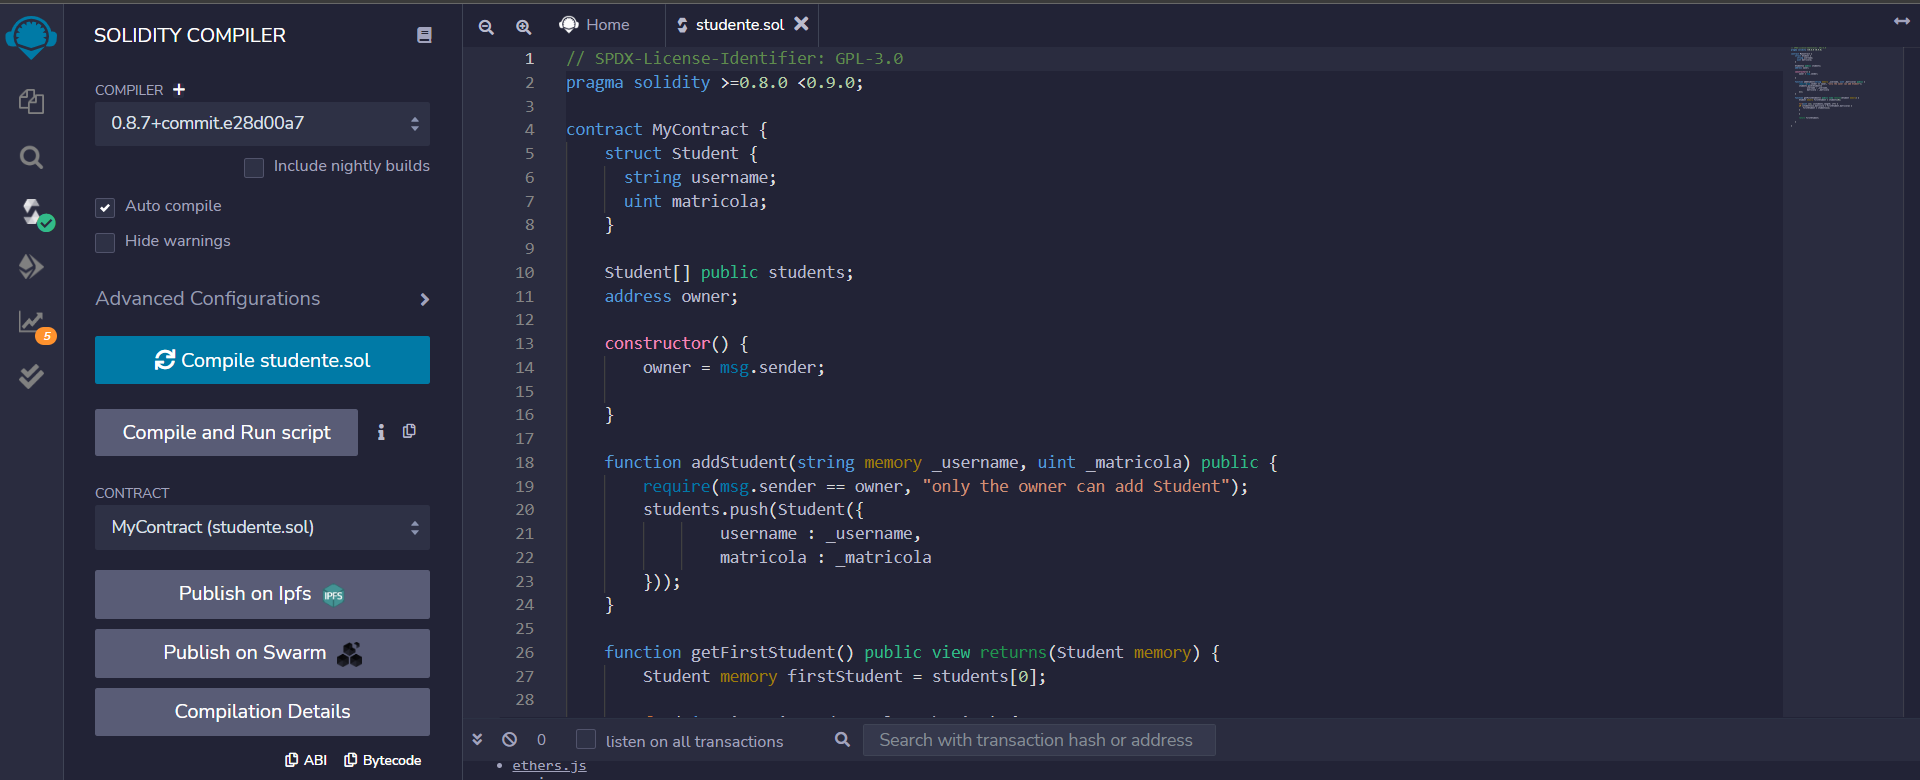 SOLIDITY COMPILER
COMPILER +
0.8.7+commit.e28d00a7
Include nightly builds
Auto compile
Hide warnings
Advanced Configurations
Compile studente.sol
Compile and Run script
CONTRACT
MyContract (studente.sol)
Publish on Ipfs IPFS
Publish on Swarm
Compilation Details
ABI Bytecode
5
Home
studente.sol
1 // SPDX-License-Identifier: GPL-3.0
2 pragma solidity >=0.8.0 <0.9.0;
3
4 contract MyContract {
5 struct Student {
6 string username;
7 uint matricola;
8 }
9
10 Student[] public students;
11 address owner;
12
13 constructor() {
14 owner = msg.sender;
15
16 }
17
18 function addStudent(string memory _username, uint _matricola) public {
19 require(msg.sender == owner, "only the owner can add Student");
20 students.push(Student({
21 username : _username,
22 matricola : _matricola
23 }));
24 }
25
26 function getFirstStudent() public view returns(Student memory) {
27 Student memory firstStudent = students[0];
28
0
listen on all transactions
Search with transaction hash or address
• ethers.js